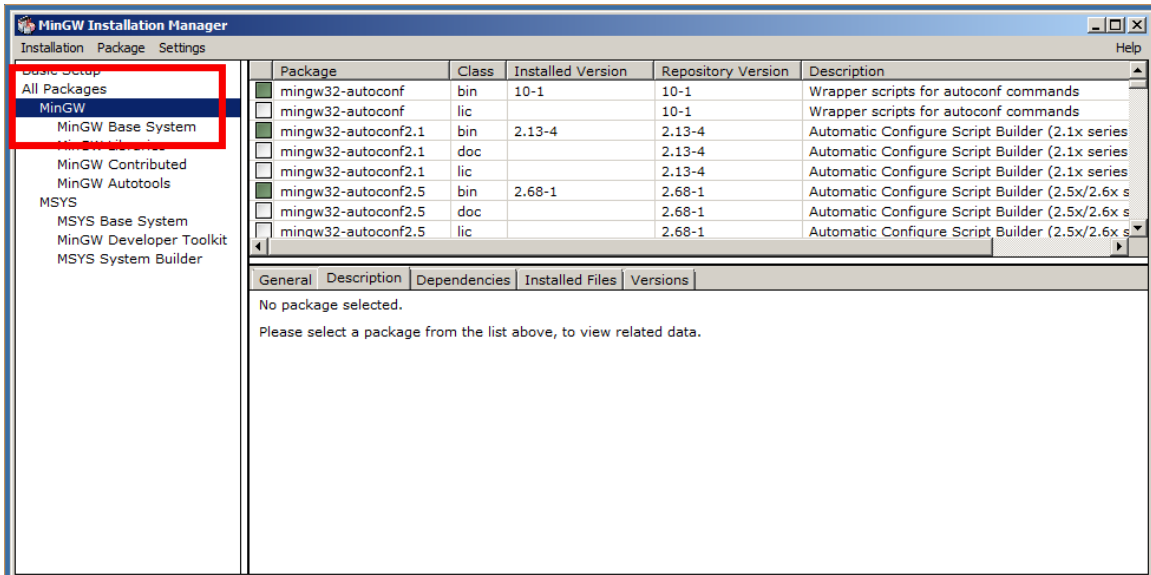 MinGW Installation Manager
Installation Package Settings Help
Basic Setup
All Packages
MinGW
MinGW Base System
MinGW Libraries
MinGW Contributed
MinGW Autotools
MSYS
MSYS Base System
MinGW Developer Toolkit
MSYS System Builder
Package Class Installed Version Repository Version Description
mingw32-autoconf bin 10-1 10-1 Wrapper scripts for autoconf commands
mingw32-autoconf lic 10-1 Wrapper scripts for autoconf commands
mingw32-autoconf2.1 bin 2.13-4 2.13-4 Automatic Configure Script Builder (2.1x series
mingw32-autoconf2.1 doc 2.13-4 Automatic Configure Script Builder (2.1x series
mingw32-autoconf2.1 lic 2.13-4 Automatic Configure Script Builder (2.1x series
mingw32-autoconf2.5 bin 2.68-1 2.68-1 Automatic Configure Script Builder (2.5x/2.6x s
mingw32-autoconf2.5 doc 2.68-1 Automatic Configure Script Builder (2.5x/2.6x s
mingw32-autoconf2.5 lic 2.68-1 Automatic Configure Script Builder (2.5x/2.6x s
General Description Dependencies Installed Files Versions
No package selected.
Please select a package from the list above, to view related data.